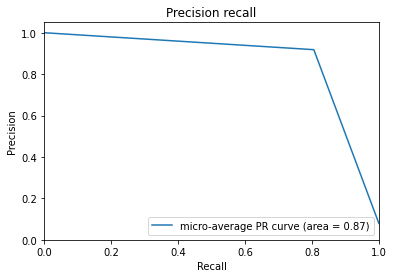 Precision recall
Precision
1.0
0.8
0.6
0.4
0.2
0.0
micro-average PR curve (area = 0.87)
0.0 0.2 0.4 0.6 0.8 1.0
Recall